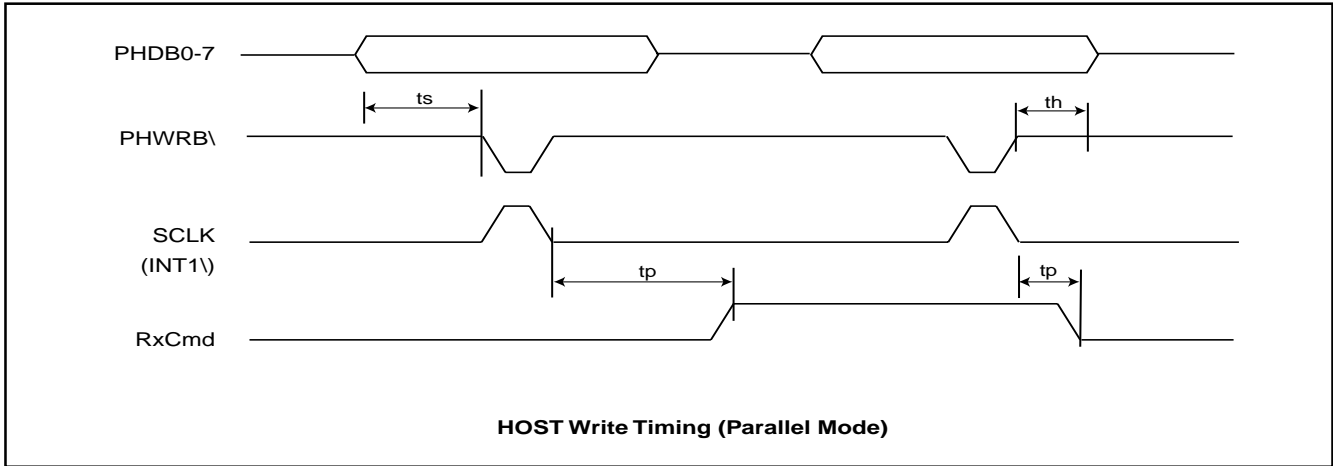 PHDB0-7
ts
th
PHWRB\
SCLK
(INT1\)
tp
tp
RxCmd
HOST Write Timing (Parallel Mode)